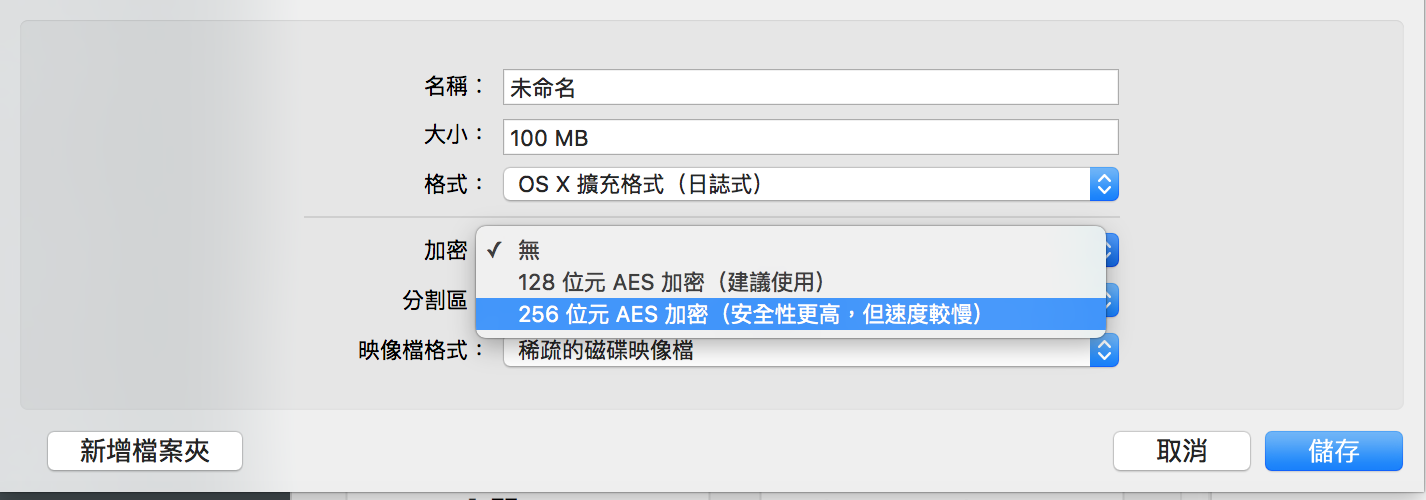 名稱：未命名
大小：100 MB
格式：OS X 擴充格式（日誌式）
加密 ✓ 無
128 位元 AES 加密（建議使用）
分割區
256 位元 AES 加密（安全性更高，但速度較慢）
映像檔格式：稀疏的磁碟映像檔
新增檔案夾 取消 儲存